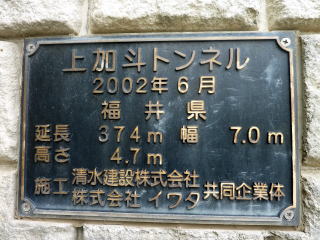 上加斗トンネル
2002年6月
福井県
延長 374m 幅 7.0m
高さ 4.7m
施工 清水建設株式会社 株式会社イワタ 共同企業体